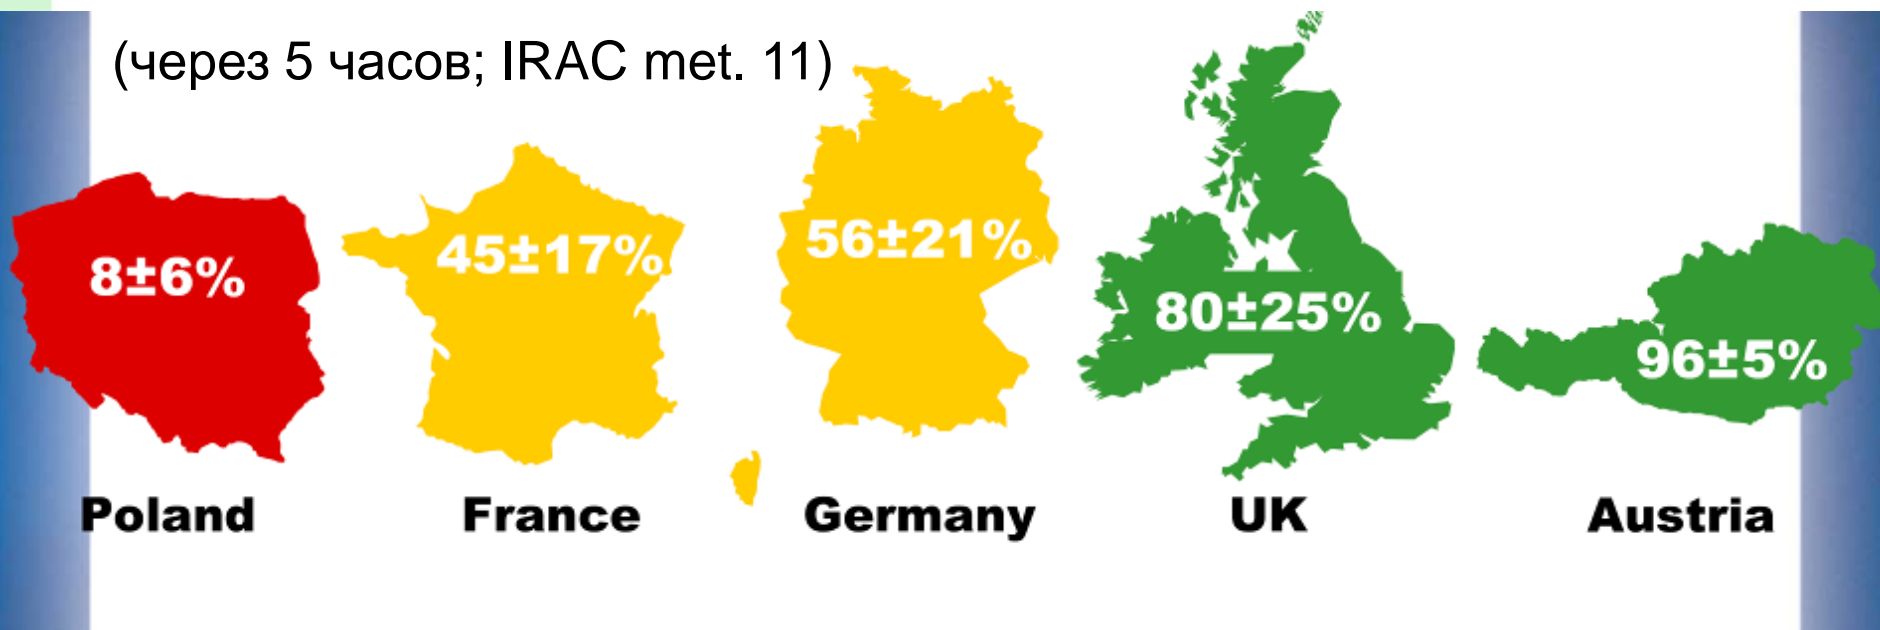 (через 5 часов; IRAC met. 11)
8±6%
45±17%
56±21%
80±25%
96±5%
Poland
France
Germany
UK
Austria